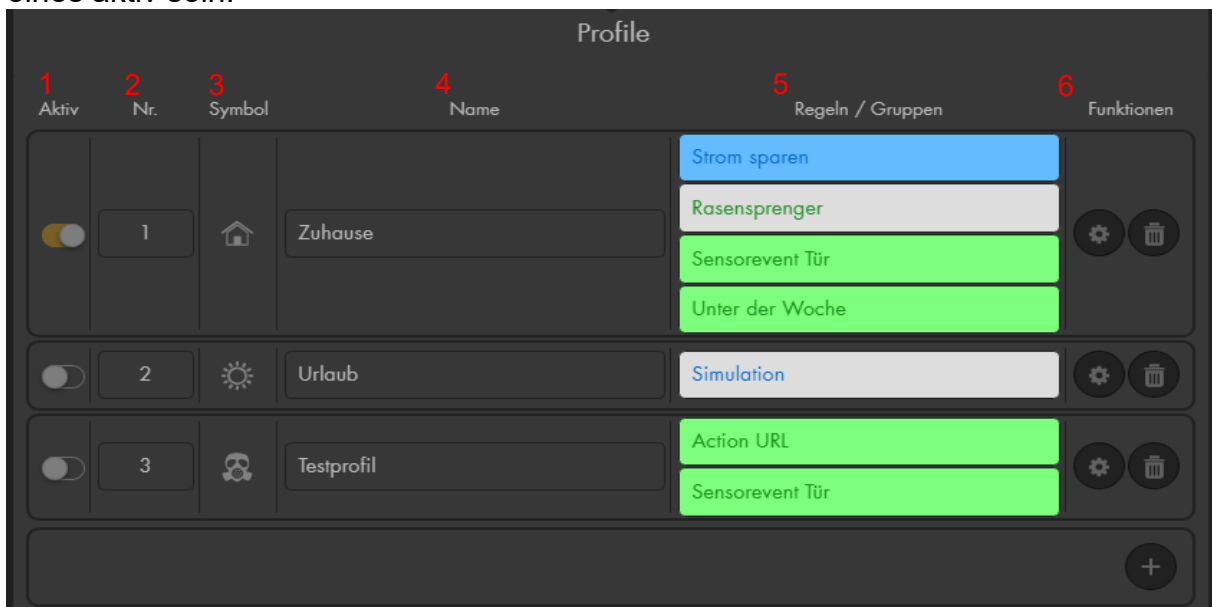 Profile
1 2 3 4 5 6
Aktiv Nr. Symbol Name Regeln / Gruppen Funktionen
Strom sparen
Rasensprenger
1 Zuhause
Sensorevent Tür
Unter der Woche
2 Urlaub Simulation
Action URL
3 Testprofil
Sensorevent Tür
+